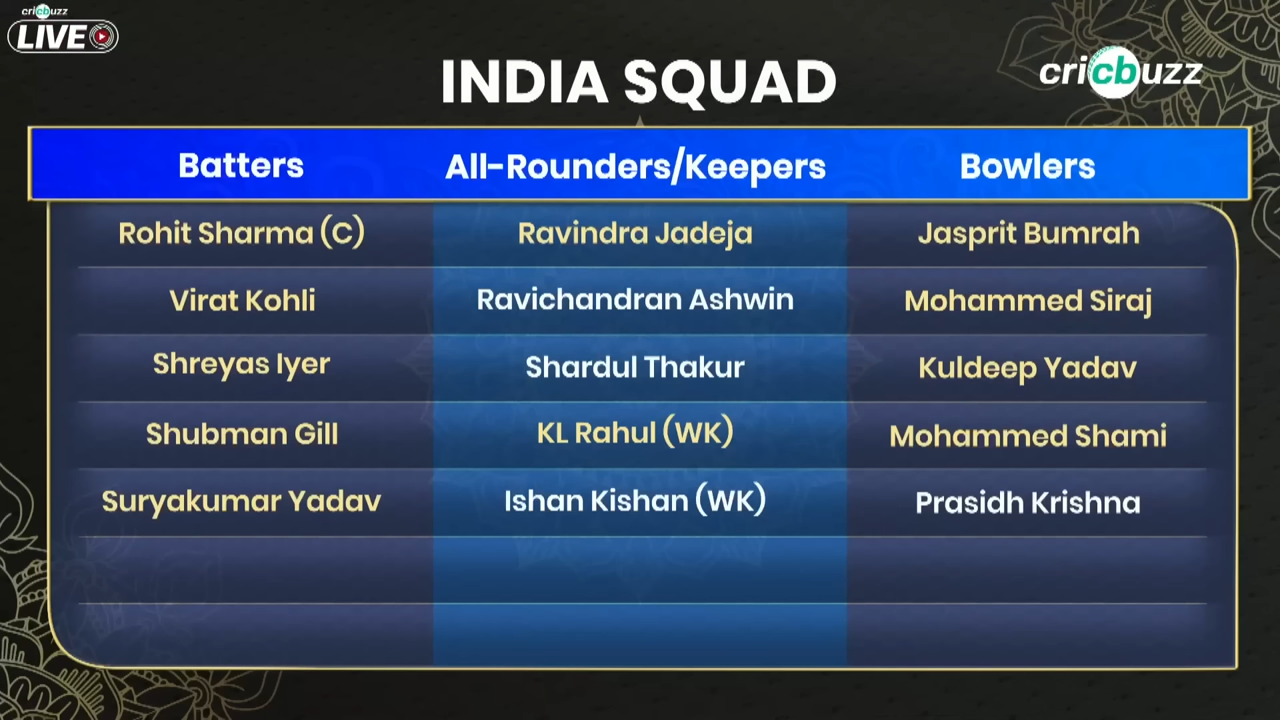 cricbuzz
LIVE
cricbuzz
INDIA SQUAD
Batters All-Rounders/Keepers Bowlers
Rohit Sharma (C) Ravindra Jadeja Jasprit Bumrah
Virat Kohli Ravichandran Ashwin Mohammed Siraj
Shreyas Iyer Shardul Thakur Kuldeep Yadav
Shubman Gill KL Rahul (WK) Mohammed Shami
Suryakumar Yadav Ishan Kishan (WK) Prasidh Krishna